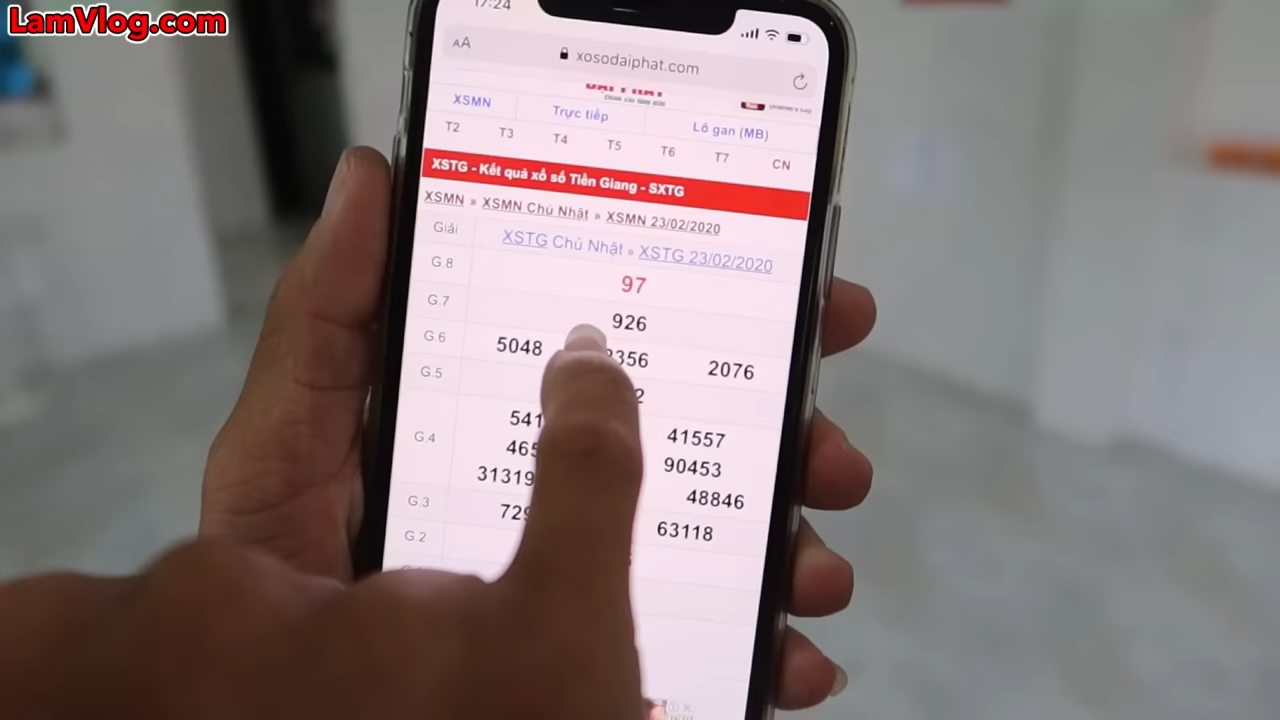 LamVlog.com
17:24
AA xosodaiphat.com
XSMN Trực tiếp Lô gan (MB)
T2 T3 T4 T5 T6 T7 CN
XSTG - Kết quả xổ số Tiền Giang - SXTG
XSMN » XSMN Chủ Nhật » XSMN 23/02/2020
Giải XSTG Chủ Nhật » XSTG 23/02/2020
G.8 97
G.7 926
G.6 5048 2076
G.5
G.4 41557
90453
31319 48846
G.3 63118
G.2